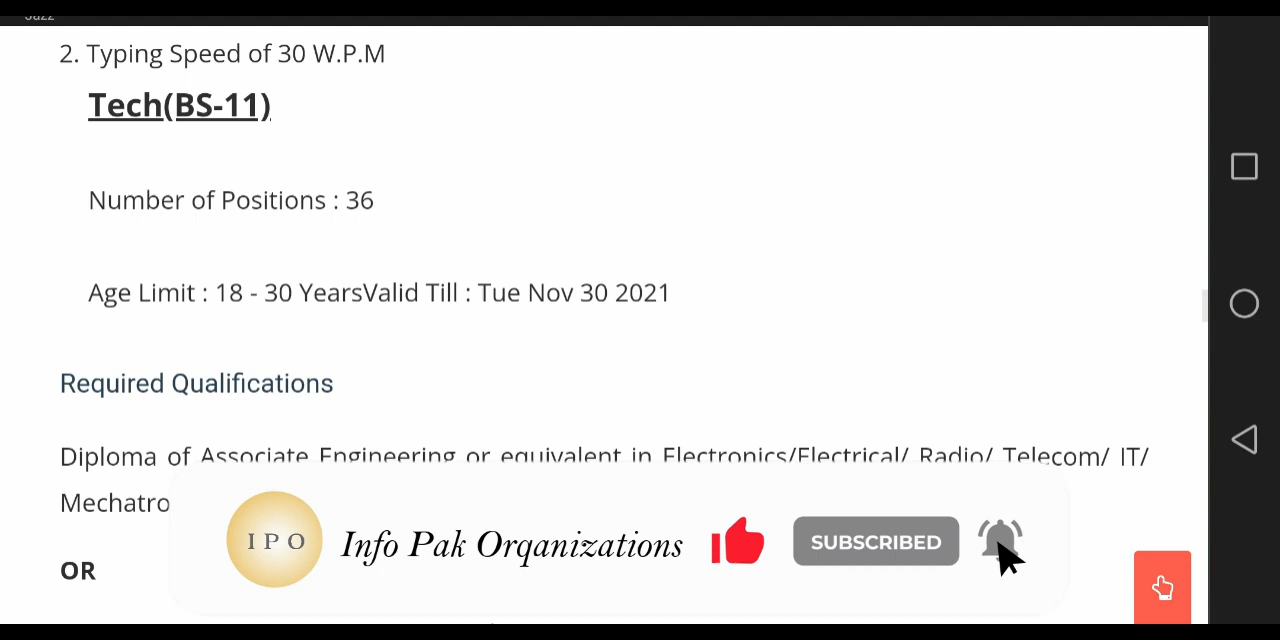 Jazz
2. Typing Speed of 30 W.P.M
Tech(BS-11)
Number of Positions : 36
Age Limit : 18 - 30 YearsValid Till : Tue Nov 30 2021
Required Qualifications
Diploma of Associate Engineering or equivalent in Electronics/Electrical/ Radio/ Telecom/ IT/
Mechatro
IPO
Info Pak Orqanizations
SUBSCRIBED
OR